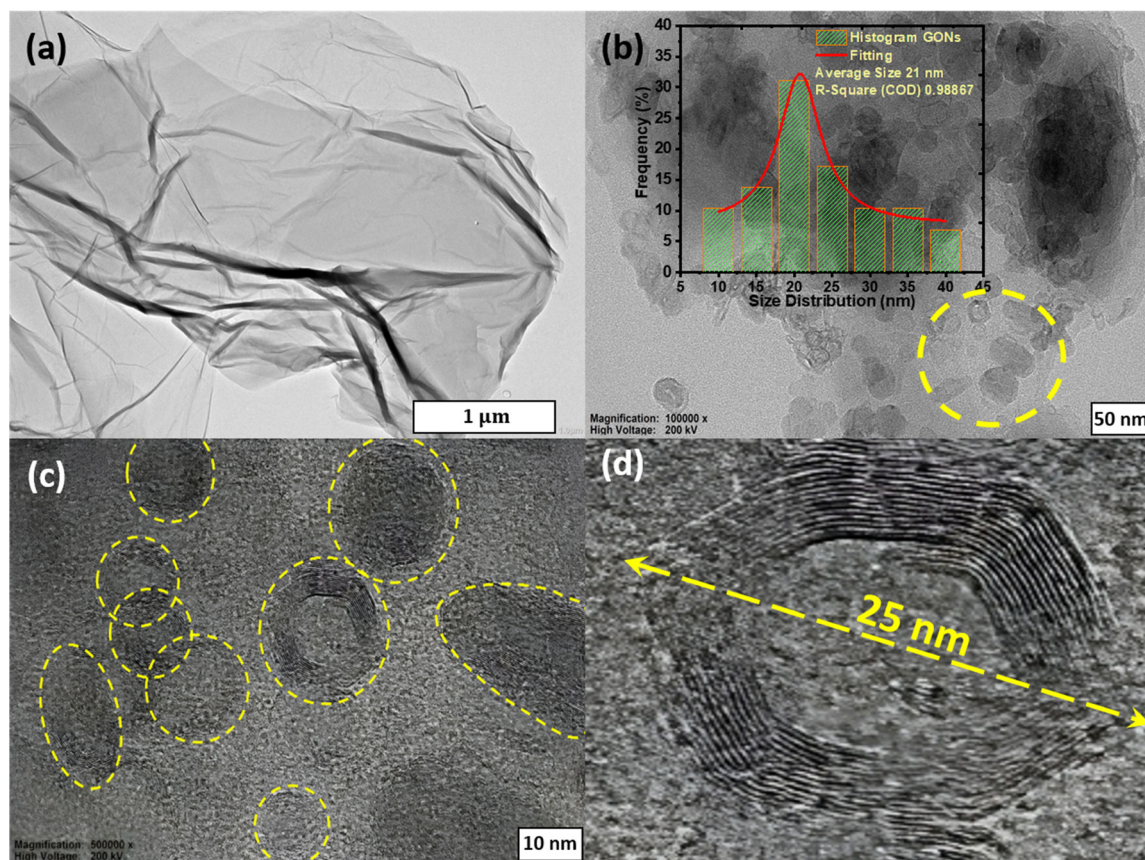 (a)
1 µm
(b)
Histogram GONs
Fitting
Average Size 21 nm
R-Square (COD) 0.98867
Frequency (%)
40
35
30
25
20
15
10
5
0
5 10 15 20 25 30 35 40 45
Size Distribution (nm)
Magnification: 100000 x
High Voltage: 200 kV
50 nm
(c)
Magnification: 500000 x
High Voltage: 200 kV
10 nm
(d)
25 nm